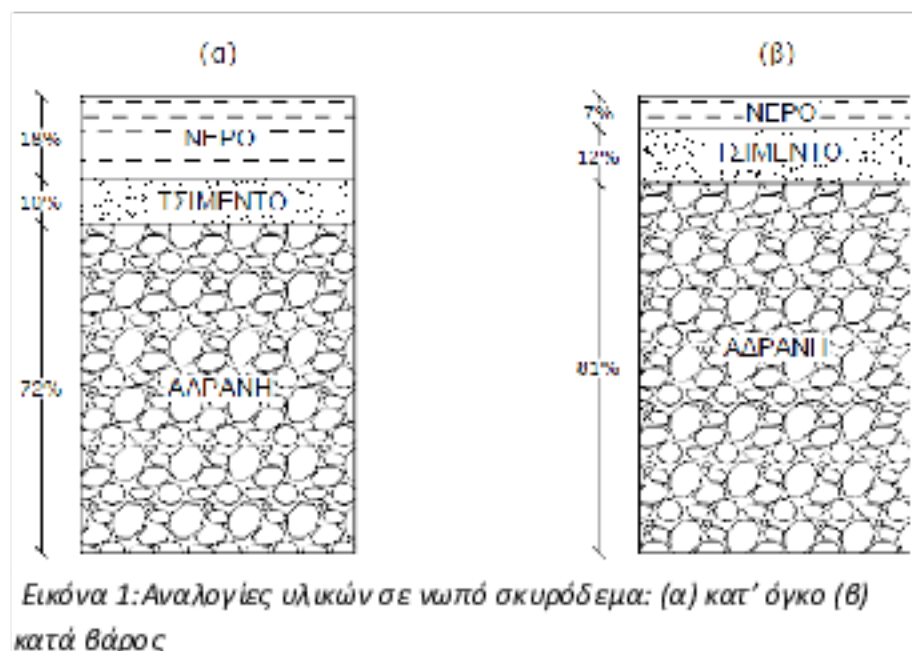 (α)
(β)
18%
ΝΕΡΟ
10%
ΤΣΙΜΕΝΤΟ
72%
ΑΔΡΑΝΗ
7%
ΝΕΡΟ
12%
ΤΣΙΜΕΝΤΟ
81%
ΑΔΡΑΝΗ
Εικόνα 1:Αναλογίες υλικών σε νωπό σκυρόδεμα: (α) κατ’ όγκο (β)
κατά βάρος